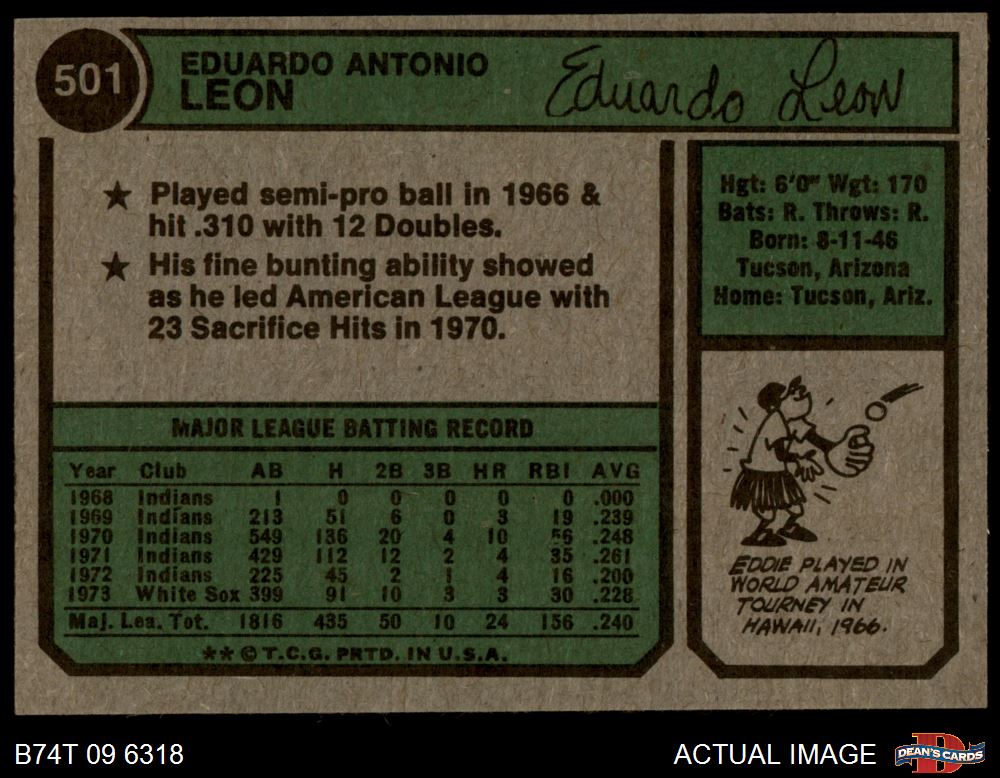 501
EDUARDO ANTONIO
LEON
Eduardo Leon
★ Played semi-pro ball in 1966 &
hit .310 with 12 Doubles.
★ His fine bunting ability showed
as he led American League with
23 Sacrifice Hits in 1970.
Hgt: 6'0" Wgt: 170
Bats: R. Throws: R.
Born: 8-11-46
Tucson, Arizona
Home: Tucson, Ariz.
MAJOR LEAGUE BATTING RECORD
Year Club AB H 2B 3B HR RBI AVG
1968 Indians 1 0 0 0 0 0 .000
1969 Indians 213 51 6 0 3 19 .239
1970 Indians 549 136 20 4 10 56 .248
1971 Indians 429 112 12 2 4 35 .261
1972 Indians 225 45 2 1 4 16 .200
1973 White Sox 399 91 10 3 3 30 .228
Maj. Lea. Tot. 1816 435 50 10 24 156 .240
** © T.C.G. PRTD. IN U.S.A.
EDDIE PLAYED IN
WORLD AMATEUR
TOURNEY IN
HAWAII, 1966.
B74T 09 6318
ACTUAL IMAGE
D
DEAN'S CARDS